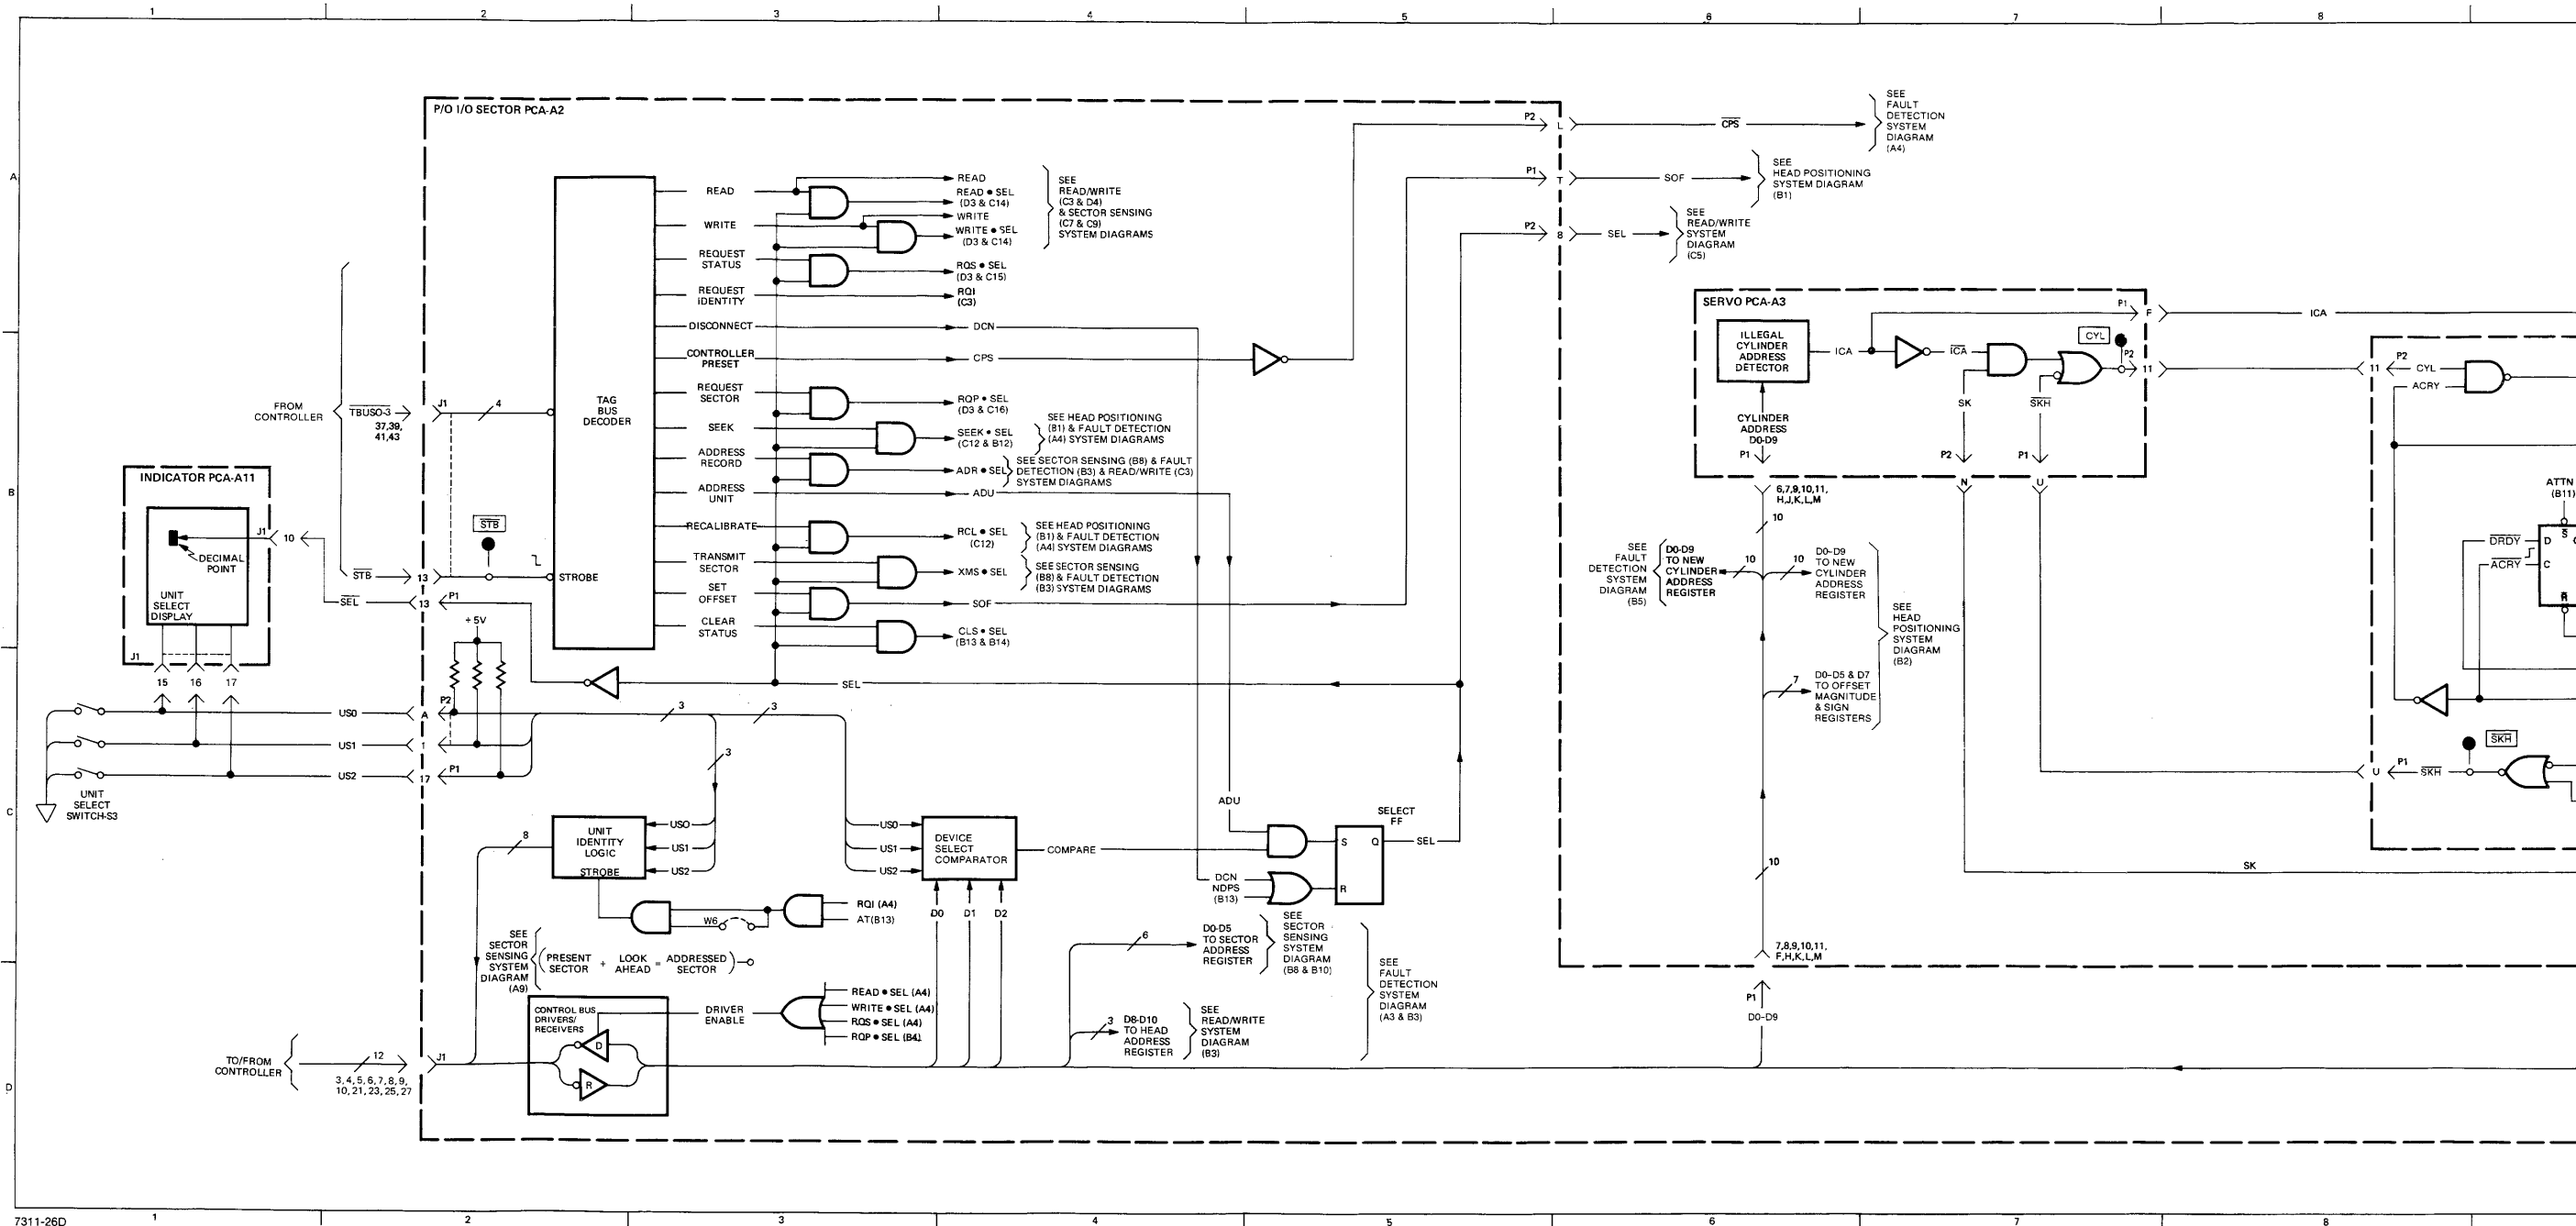 1
2
3
4
5
6
7
8
A
B
C
D
P/O I/O SECTOR PCA-A2
FROM
CONTROLLER
TBUS0-3
37,39,
41,43
J1
4
STB
13
STB
TAG
BUS
DECODER
STROBE
READ
WRITE
REQUEST
STATUS
REQUEST
IDENTITY
DISCONNECT
CONTROLLER
PRESET
REQUEST
SECTOR
SEEK
ADDRESS
RECORD
ADDRESS
UNIT
RECALIBRATE
TRANSMIT
SECTOR
SET
OFFSET
CLEAR
STATUS
READ
READ • SEL
(D3 & C14)
WRITE
WRITE • SEL
(D3 & C14)
RQS • SEL
(D3 & C15)
RQI
(C3)
DCN
CPS
RQP • SEL
(D3 & C16)
SEEK • SEL
(C12 & B12)
ADR • SEL
ADU
RCL • SEL
(C12)
XMS • SEL
SOF
CLS • SEL
(B13 & B14)
SEE
READ/WRITE
(C3 & D4)
& SECTOR SENSING
(C7 & C9)
SYSTEM DIAGRAMS
SEE HEAD POSITIONING
(B1) & FAULT DETECTION
(A4) SYSTEM DIAGRAMS
SEE SECTOR SENSING (B8) & FAULT
DETECTION (B3) & READ/WRITE (C3)
SYSTEM DIAGRAMS
SEE HEAD POSITIONING
(B1) & FAULT DETECTION
(A4) SYSTEM DIAGRAMS
SEE SECTOR SENSING
(B8) & FAULT DETECTION
(B3) SYSTEM DIAGRAMS
P2
L
CPS
SEE
FAULT
DETECTION
SYSTEM
DIAGRAM
(A4)
P1
T
SOF
SEE
HEAD POSITIONING
SYSTEM DIAGRAM
(B1)
P2
8
SEL
SEE
READ/WRITE
SYSTEM
DIAGRAM
(C5)
SERVO PCA-A3
ILLEGAL
CYLINDER
ADDRESS
DETECTOR
ICA
ICA
CYL
P1
F
ICA
P2
11
CYLINDER
ADDRESS
D0-D9
P1
SK
P2
SKH
P1
N
U
6,7,9,10,11,
H,J,K,L,M
10
10
10
SEE
FAULT
DETECTION
SYSTEM
DIAGRAM
(B5)
D0-D9
TO NEW
CYLINDER
ADDRESS
REGISTER
D0-D9
TO NEW
CYLINDER
ADDRESS
REGISTER
SEE
HEAD
POSITIONING
SYSTEM
DIAGRAM
(B2)
7
D0-D5 & D7
TO OFFSET
MAGNITUDE
& SIGN
REGISTERS
10
7,8,9,10,11,
F,H,K,L,M
P1
D0-D9
11
P2
CYL
ACRY
ATTN
(B11)
DRDY
D
S
ACRY
C
R
SKH
U
P1
SKH
SK
INDICATOR PCA-A11
DECIMAL
POINT
UNIT
SELECT
DISPLAY
J1
10
J1
15
16
17
SEL
13
P1
+5V
P2
US0
A
US1
1
US2
17
P1
UNIT
SELECT
SWITCH-S3
SEL
3
3
3
8
UNIT
IDENTITY
LOGIC
STROBE
US0
US1
US2
US0
US1
US2
DEVICE
SELECT
COMPARATOR
COMPARE
D0
D1
D2
ADU
DCN
NDPS
(B13)
SELECT
FF
S
Q
R
SEL
W6
RQI (A4)
AT(B13)
SEE
SECTOR
SENSING
SYSTEM
DIAGRAM
(A9)
PRESENT
SECTOR
+
LOOK
AHEAD
=
ADDRESSED
SECTOR
CONTROL BUS
DRIVERS/
RECEIVERS
D
R
DRIVER
ENABLE
READ • SEL (A4)
WRITE • SEL (A4)
RQS • SEL (A4)
RQP • SEL (B4)
6
D0-D5
TO SECTOR
ADDRESS
REGISTER
SEE
SECTOR
SENSING
SYSTEM
DIAGRAM
(B8 & B10)
3
D8-D10
TO HEAD
ADDRESS
REGISTER
SEE
READ/WRITE
SYSTEM
DIAGRAM
(B3)
SEE
FAULT
DETECTION
SYSTEM
DIAGRAM
(A3 & B3)
TO/FROM
CONTROLLER
12
J1
3, 4, 5, 6, 7, 8, 9,
10, 21, 23, 25, 27
7311-26D
1
2
3
4
5
6
7
8